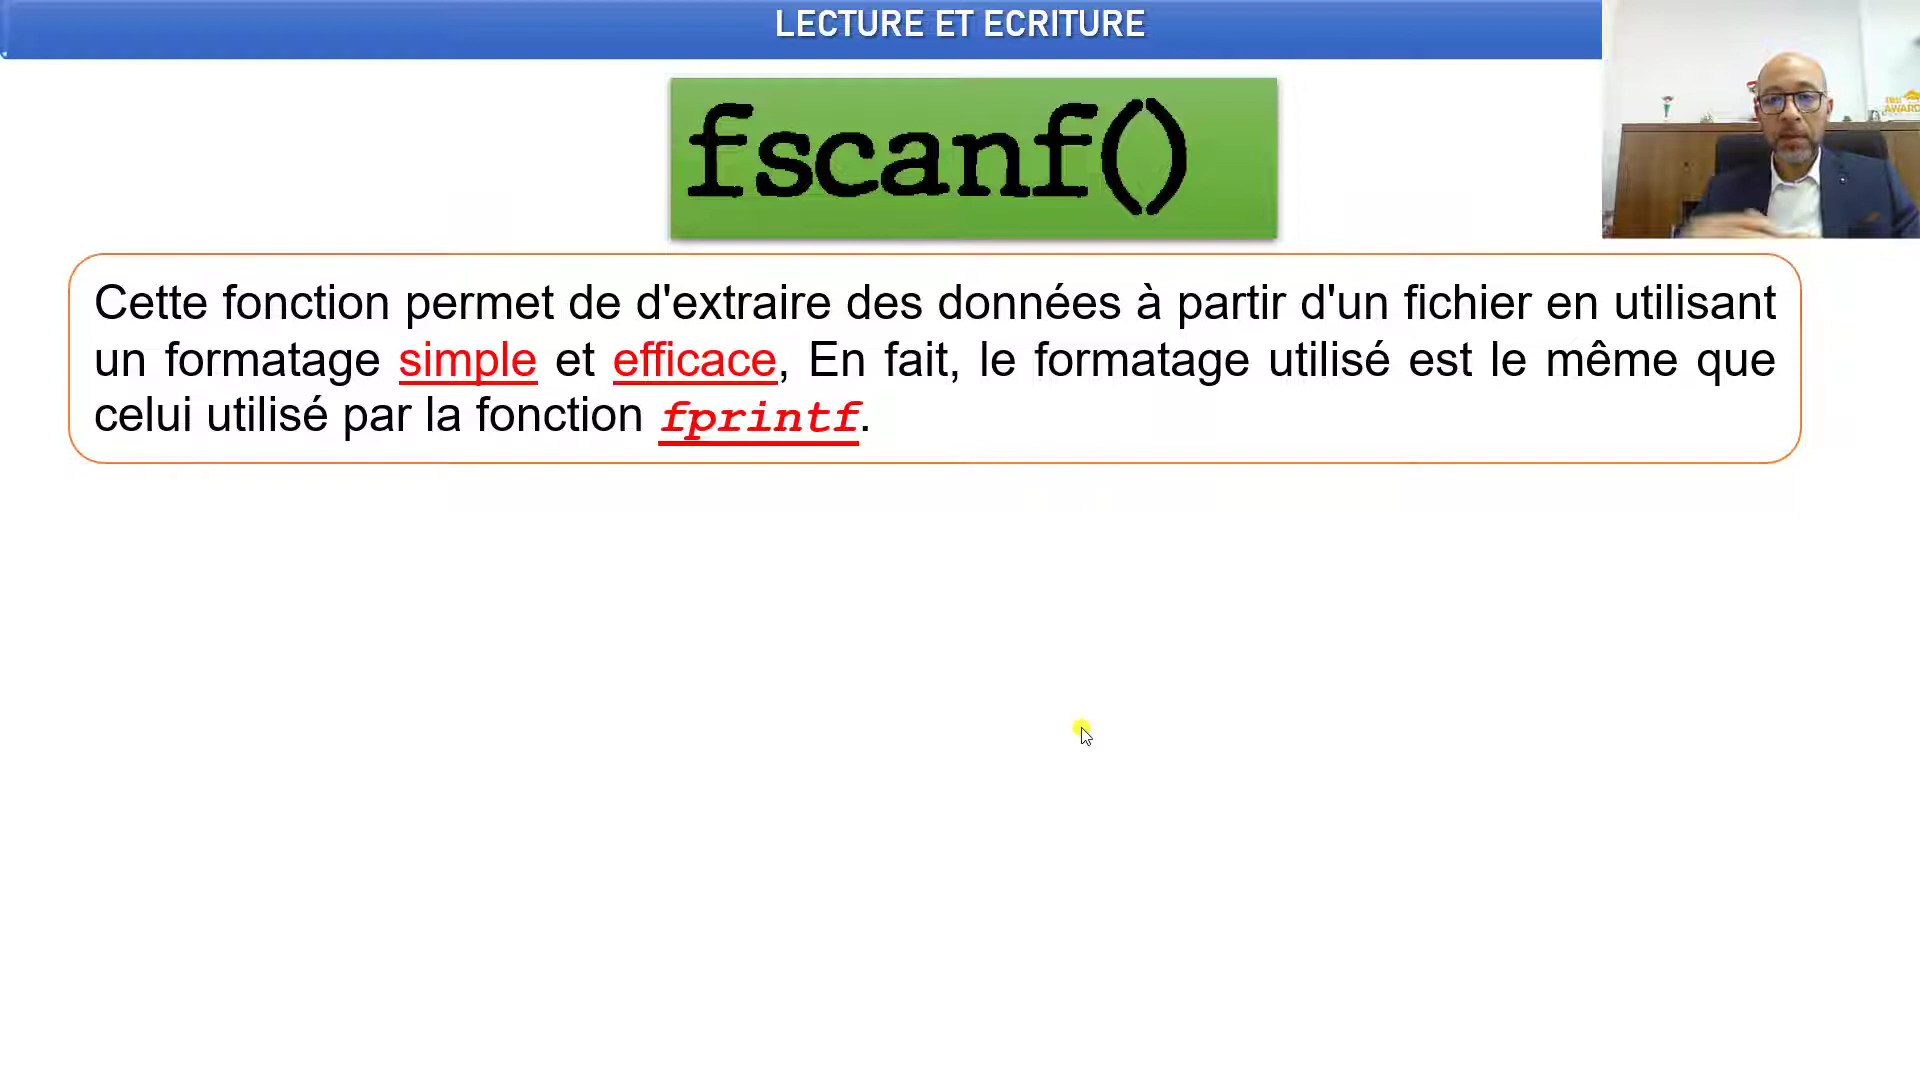 LECTURE ET ECRITURE
fscanf()
AWARD
Cette fonction permet de d'extraire des données à partir d'un fichier en utilisant
un formatage simple et efficace, En fait, le formatage utilisé est le même que
celui utilisé par la fonction fprintf.